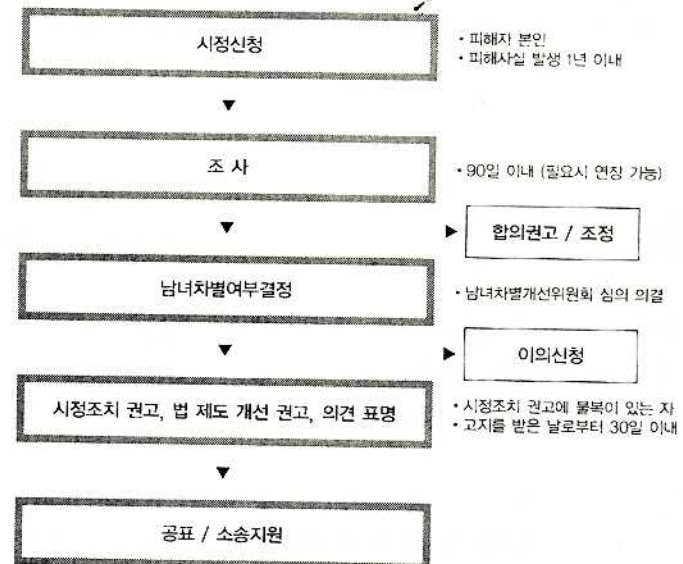 시정신청
• 피해자 본인
• 피해사실 발생 1년 이내
▼
조 사
• 90일 이내 (필요시 연장 가능)
▼
▶ 합의권고 / 조정
남녀차별여부결정
• 남녀차별개선위원회 심의 의결
▼
▶ 이의신청
시정조치 권고, 법 제도 개선 권고, 의견 표명
• 시정조치 권고에 불복이 있는 자
• 고지를 받은 날로부터 30일 이내
▼
공표 / 소송지원